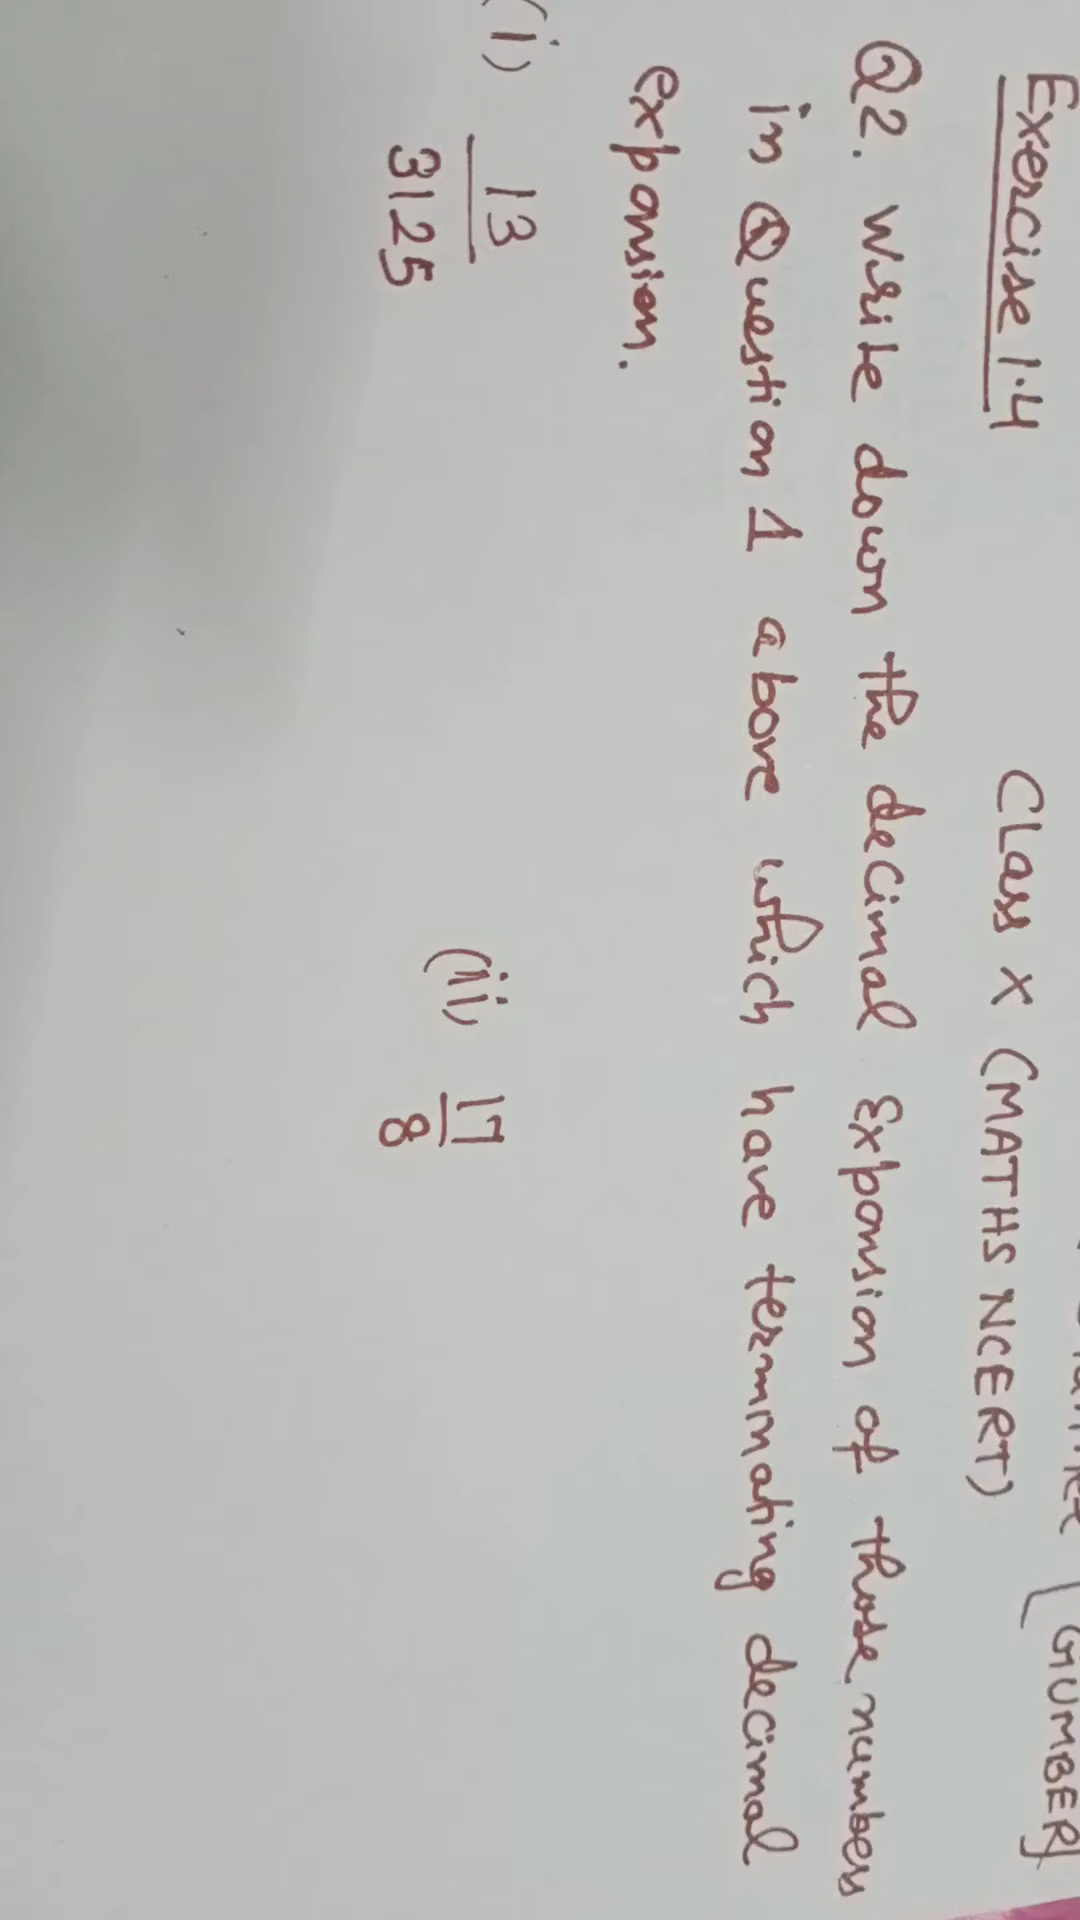 GUMBER]
Exercise 1.4 CLass X (MATHS NCERT)
Q2. write down the decimal Expansion of those numbers
in Question 1 above which have terminating decimal
expansion.
(i) 13/3125 (ii) 17/8